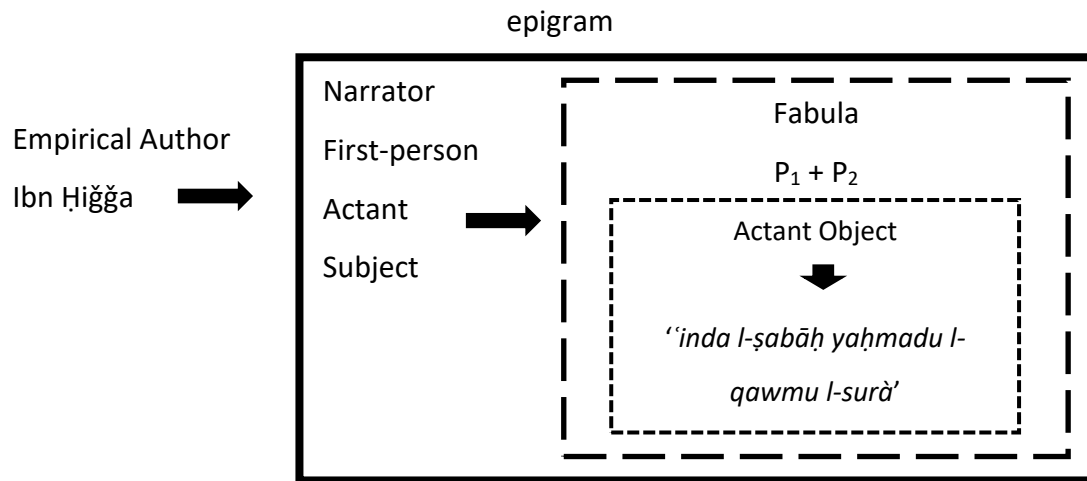 epigram
Empirical Author
Ibn Ḥiǧǧa
Narrator
First-person
Actant
Subject
Fabula
P₁ + P₂
Actant Object
‘ʿinda l-ṣabāḥ yaḥmadu l-
qawmu l-surà’